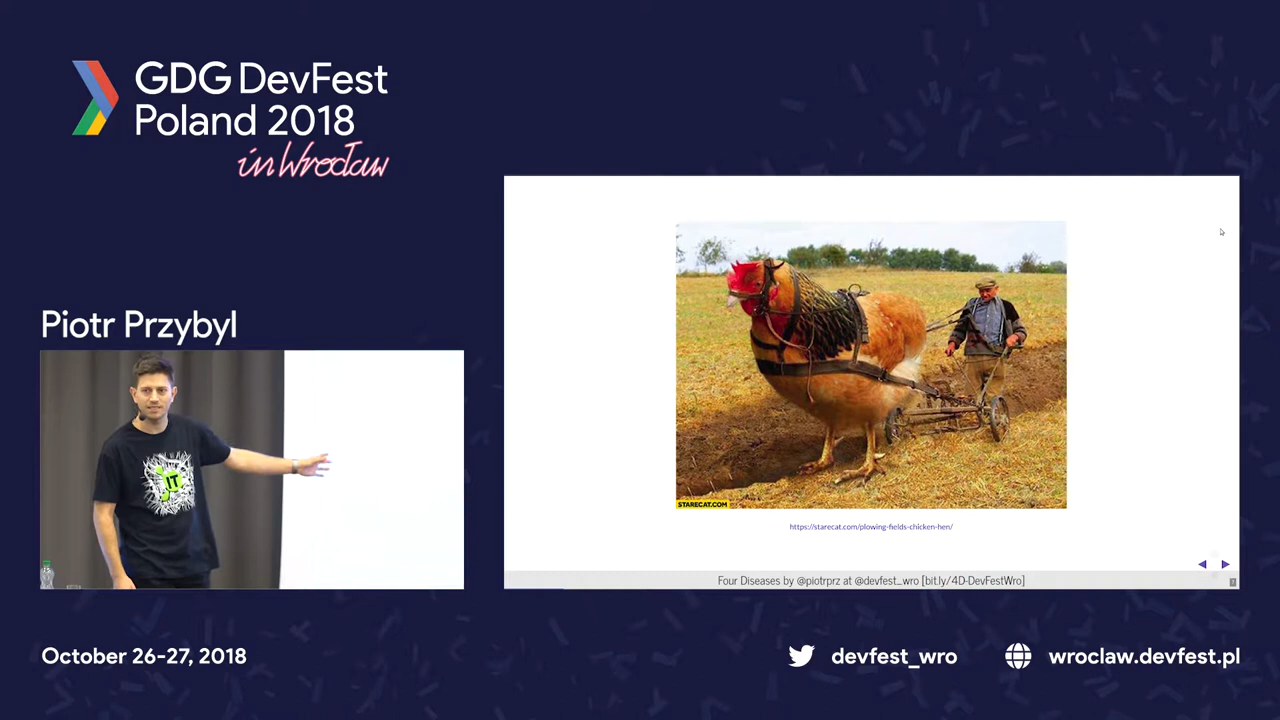 GDG DevFest
Poland 2018
in Wrocław
Piotr Przybyl
IT
STARECAT.COM
https://starecat.com/plowing-fields-chicken-hen/
Four Diseases by @piotrprz at @devfest_wro [bit.ly/4D-DevFestWro]
October 26-27, 2018
devfest_wro
wroclaw.devfest.pl